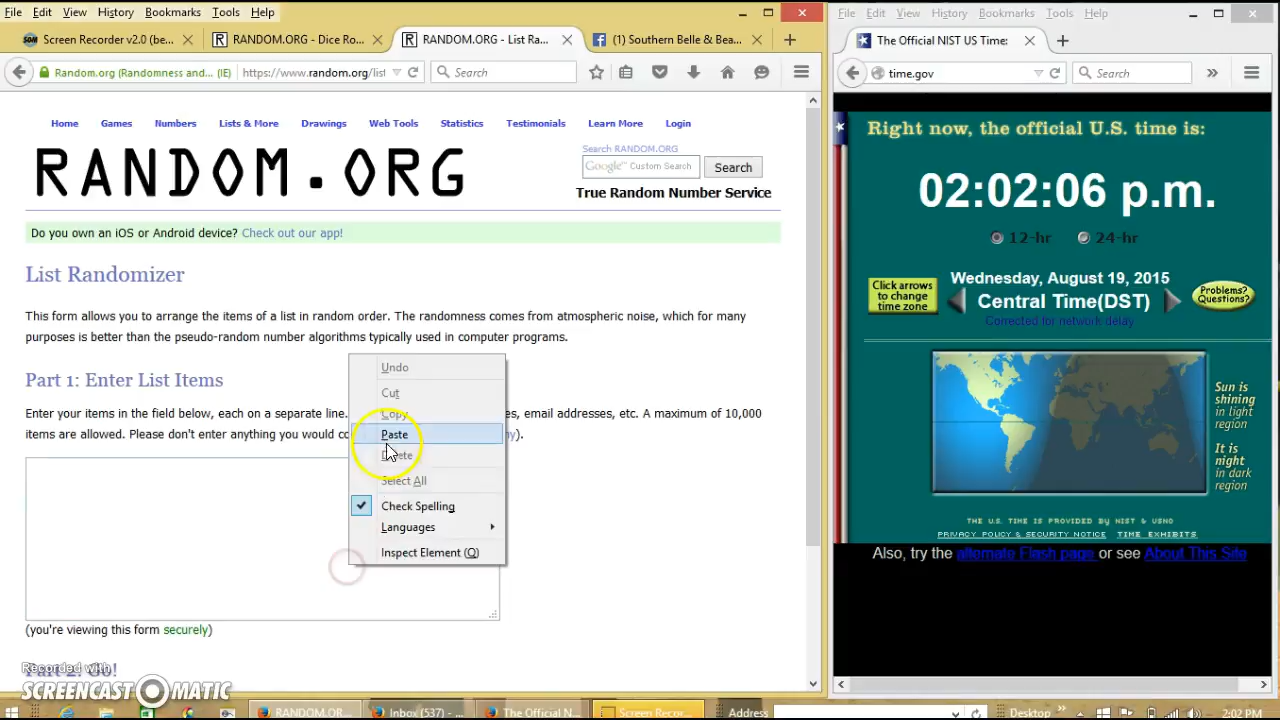 File Edit View History Bookmarks Tools Help
Screen Recorder v2.0 (be...
RANDOM.ORG - Dice Ro...
RANDOM.ORG - List Ra...
(1) Southern Belle & Bea...
Random.org (Randomness and... (IE)
https://www.random.org/list
Search
Home Games Numbers Lists & More Drawings Web Tools Statistics Testimonials Learn More Login
RANDOM.ORG
Search RANDOM.ORG
Google™ Custom Search
Search
True Random Number Service
Do you own an iOS or Android device? Check out our app!
List Randomizer
This form allows you to arrange the items of a list in random order. The randomness comes from atmospheric noise, which for many
purposes is better than the pseudo-random number algorithms typically used in computer programs.
Part 1: Enter List Items
Enter your items in the field below, each on a separate line. es, email addresses, etc. A maximum of 10,000
items are allowed. Please don't enter anything you would co y).
Undo
Cut
Copy
Paste
Delete
Select All
Check Spelling
Languages
Inspect Element (Q)
(you're viewing this form securely)
Part 2: Go!
Recorded with
SCREENCAST MATIC
File Edit View History Bookmarks Tools Help
The Official NIST US Time:
time.gov
Search
Right now, the official U.S. time is:
02:02:06 p.m.
12-hr 24-hr
Click arrows
to change
time zone
Wednesday, August 19, 2015
Central Time(DST)
Corrected for network delay
Problems?
Questions?
Sun is
shining
in light
region
It is
night
in dark
region
THE U.S. TIME IS PROVIDED BY NIST & USNO
PRIVACY POLICY & SECURITY NOTICE TIME EXHIBITS
Also, try the alternate Flash page or see About This Site
RANDOM.OR...
Inbox (537) - ...
The Official N...
Screen Recor...
Address
Desktop
2:02 PM